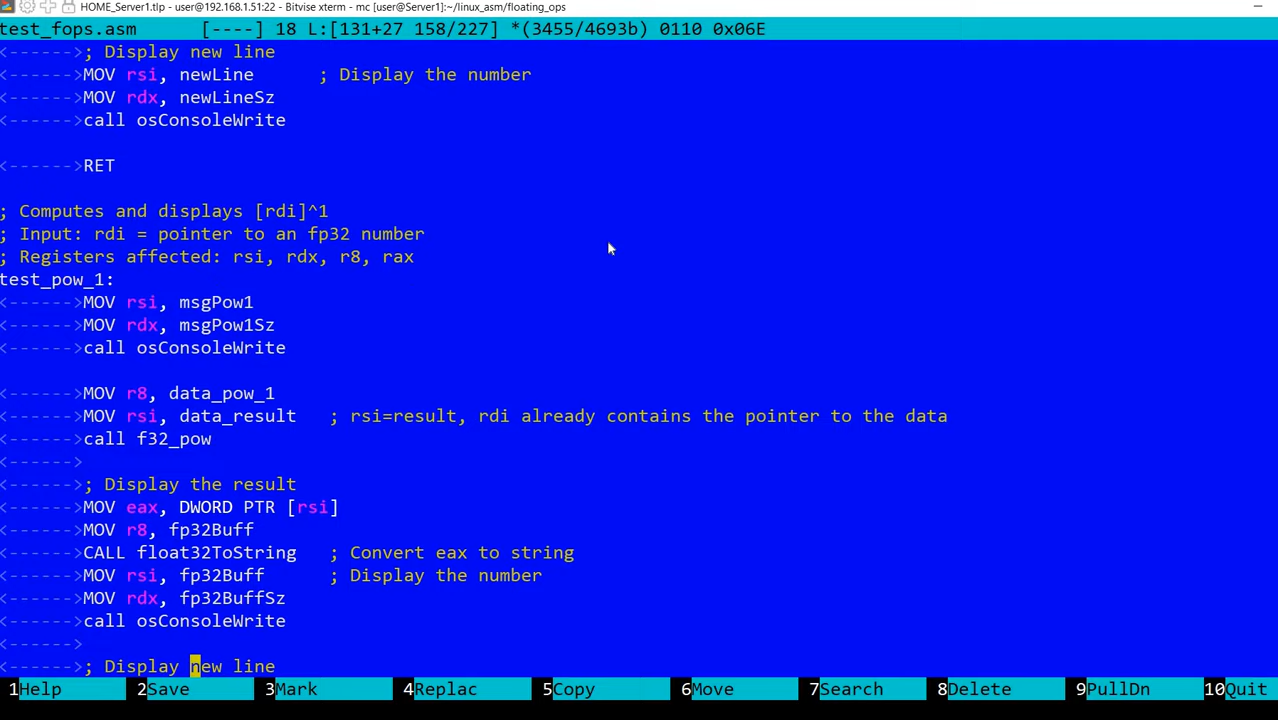 HOME_Server1.tlp - user@192.168.1.51:22 - Bitvise xterm - mc [user@Server1]:~/linux_asm/floating_ops
test_fops.asm      [----] 18 L:[131+27 158/227] *(3455/4693b) 0110 0x06E
<------>; Display new line
<------>MOV rsi, newLine      ; Display the number
<------>MOV rdx, newLineSz
<------>call osConsoleWrite
<------>RET
; Computes and displays [rdi]^1
; Input: rdi = pointer to an fp32 number
; Registers affected: rsi, rdx, r8, rax
test_pow_1:
<------>MOV rsi, msgPow1
<------>MOV rdx, msgPow1Sz
<------>call osConsoleWrite
<------>MOV r8, data_pow_1
<------>MOV rsi, data_result   ; rsi=result, rdi already contains the pointer to the data
<------>call f32_pow
<------>
<------>; Display the result
<------>MOV eax, DWORD PTR [rsi]
<------>MOV r8, fp32Buff
<------>CALL float32ToString   ; Convert eax to string
<------>MOV rsi, fp32Buff      ; Display the number
<------>MOV rdx, fp32BuffSz
<------>call osConsoleWrite
<------>
<------>; Display new line
1Help 2Save 3Mark 4Replac 5Copy 6Move 7Search 8Delete 9PullDn 10Quit